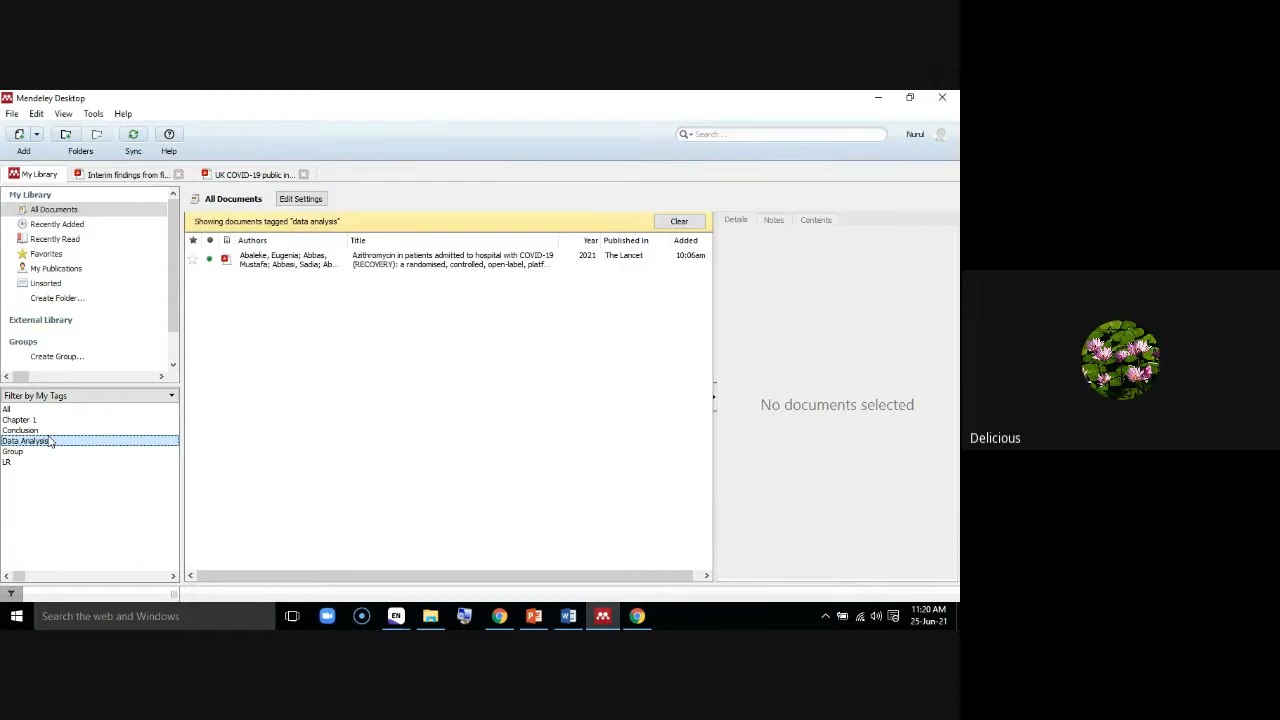 Mendeley Desktop
File Edit View Tools Help
Add Folders Sync Help
Search...
Nurul
My Library
Interim findings from fi...
UK COVID-19 public in...
My Library
All Documents
Recently Added
Recently Read
Favorites
My Publications
Unsorted
Create Folder...
External Library
Groups
Create Group...
Filter by My Tags
All
Chapter 1
Conclusion
Data Analysis
Group
LR
All Documents Edit Settings
Showing documents tagged "data analysis" Clear
Authors Title Year Published In Added
Abaleke, Eugenia; Abbas, Azithromycin in patients admitted to hospital with COVID-19 2021 The Lancet 10:06am
Mustafa; Abbasi, Sadia; Ab... (RECOVERY): a randomised, controlled, open-label, platf...
Details Notes Contents
No documents selected
Delicious
Search the web and Windows
EN
11:20 AM
25-Jun-21